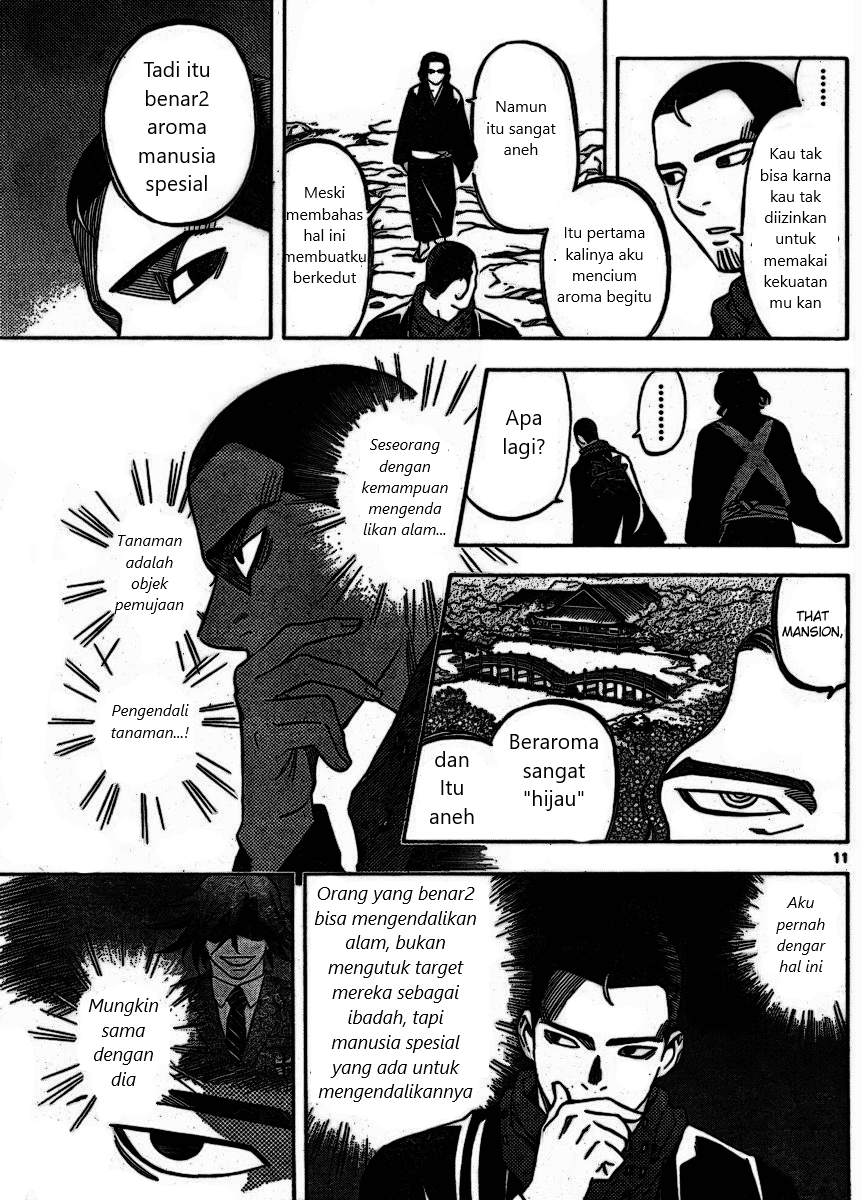 Kau tak
bisa karna
kau tak
diizinkan
untuk
memakai
kekuatan
mu kan
Namun
itu sangat
aneh
Itu pertama
kalinya aku
mencium
aroma begitu
Meski
membahas
hal ini
membuatku
berkedut
Tadi itu
benar2
aroma
manusia
spesial
Apa
lagi?
Seseorang
dengan
kemampuan
mengenda
likan alam...
Tanaman
adalah
objek
pemujaan
Pengendali
tanaman...!
THAT
MANSION,
Beraroma
sangat
"hijau"
dan
Itu
aneh
11
Aku
pernah
dengar
hal ini
Orang yang benar2
bisa mengendalikan
alam, bukan
mengutuk target
mereka sebagai
ibadah, tapi
manusia spesial
yang ada untuk
mengendalikannya
Mungkin
sama
dengan
dia